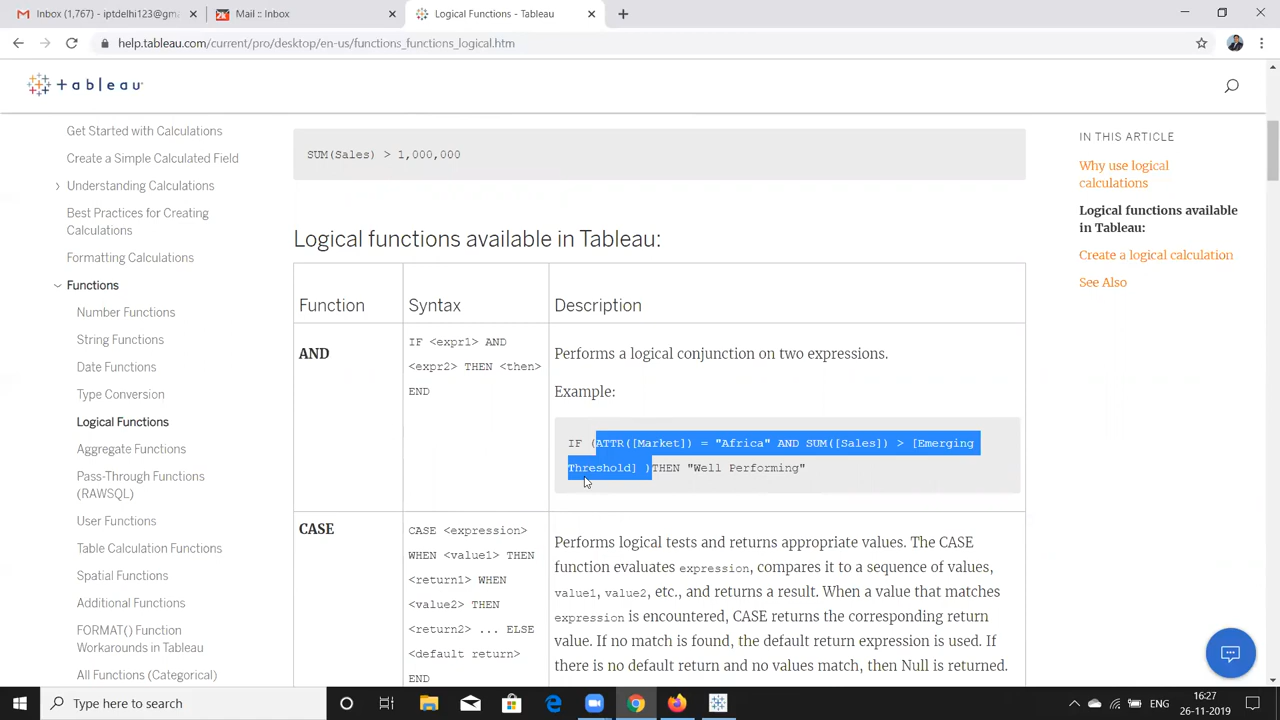 Inbox (1,767) - iptdelhi123@gm
Mail :: Inbox
Logical Functions - Tableau
help.tableau.com/current/pro/desktop/en-us/functions_functions_logical.htm
+ableau
Get Started with Calculations
Create a Simple Calculated Field
Understanding Calculations
Best Practices for Creating
Calculations
Formatting Calculations
Functions
Number Functions
String Functions
Date Functions
Type Conversion
Logical Functions
Aggregate Functions
Pass-Through Functions
(RAWSQL)
User Functions
Table Calculation Functions
Spatial Functions
Additional Functions
FORMAT() Function
Workarounds in Tableau
All Functions (Categorical)
SUM(Sales) > 1,000,000
Logical functions available in Tableau:
Function
Syntax
Description
AND
IF <expr1> AND
<expr2> THEN <then>
END
Performs a logical conjunction on two expressions.
Example:
IF (ATTR([Market]) = "Africa" AND SUM([Sales]) > [Emerging
Threshold] )THEN "Well Performing"
CASE
CASE <expression>
WHEN <value1> THEN
<return1> WHEN
<value2> THEN
<return2> ... ELSE
<default return>
END
Performs logical tests and returns appropriate values. The CASE
function evaluates expression, compares it to a sequence of values,
value1, value2, etc., and returns a result. When a value that matches
expression is encountered, CASE returns the corresponding return
value. If no match is found, the default return expression is used. If
there is no default return and no values match, then Null is returned.
IN THIS ARTICLE
Why use logical
calculations
Logical functions available
in Tableau:
Create a logical calculation
See Also
Type here to search
ENG
16:27
26-11-2019